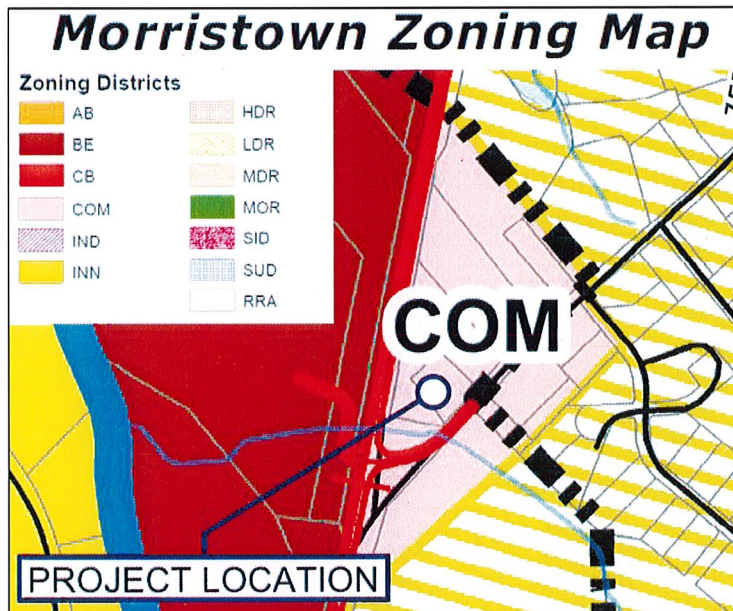 Morristown Zoning Map
Zoning Districts
AB
BE
CB
COM
IND
INN
HDR
LDR
MDR
MOR
SID
SUD
RRA
COM
PROJECT LOCATION